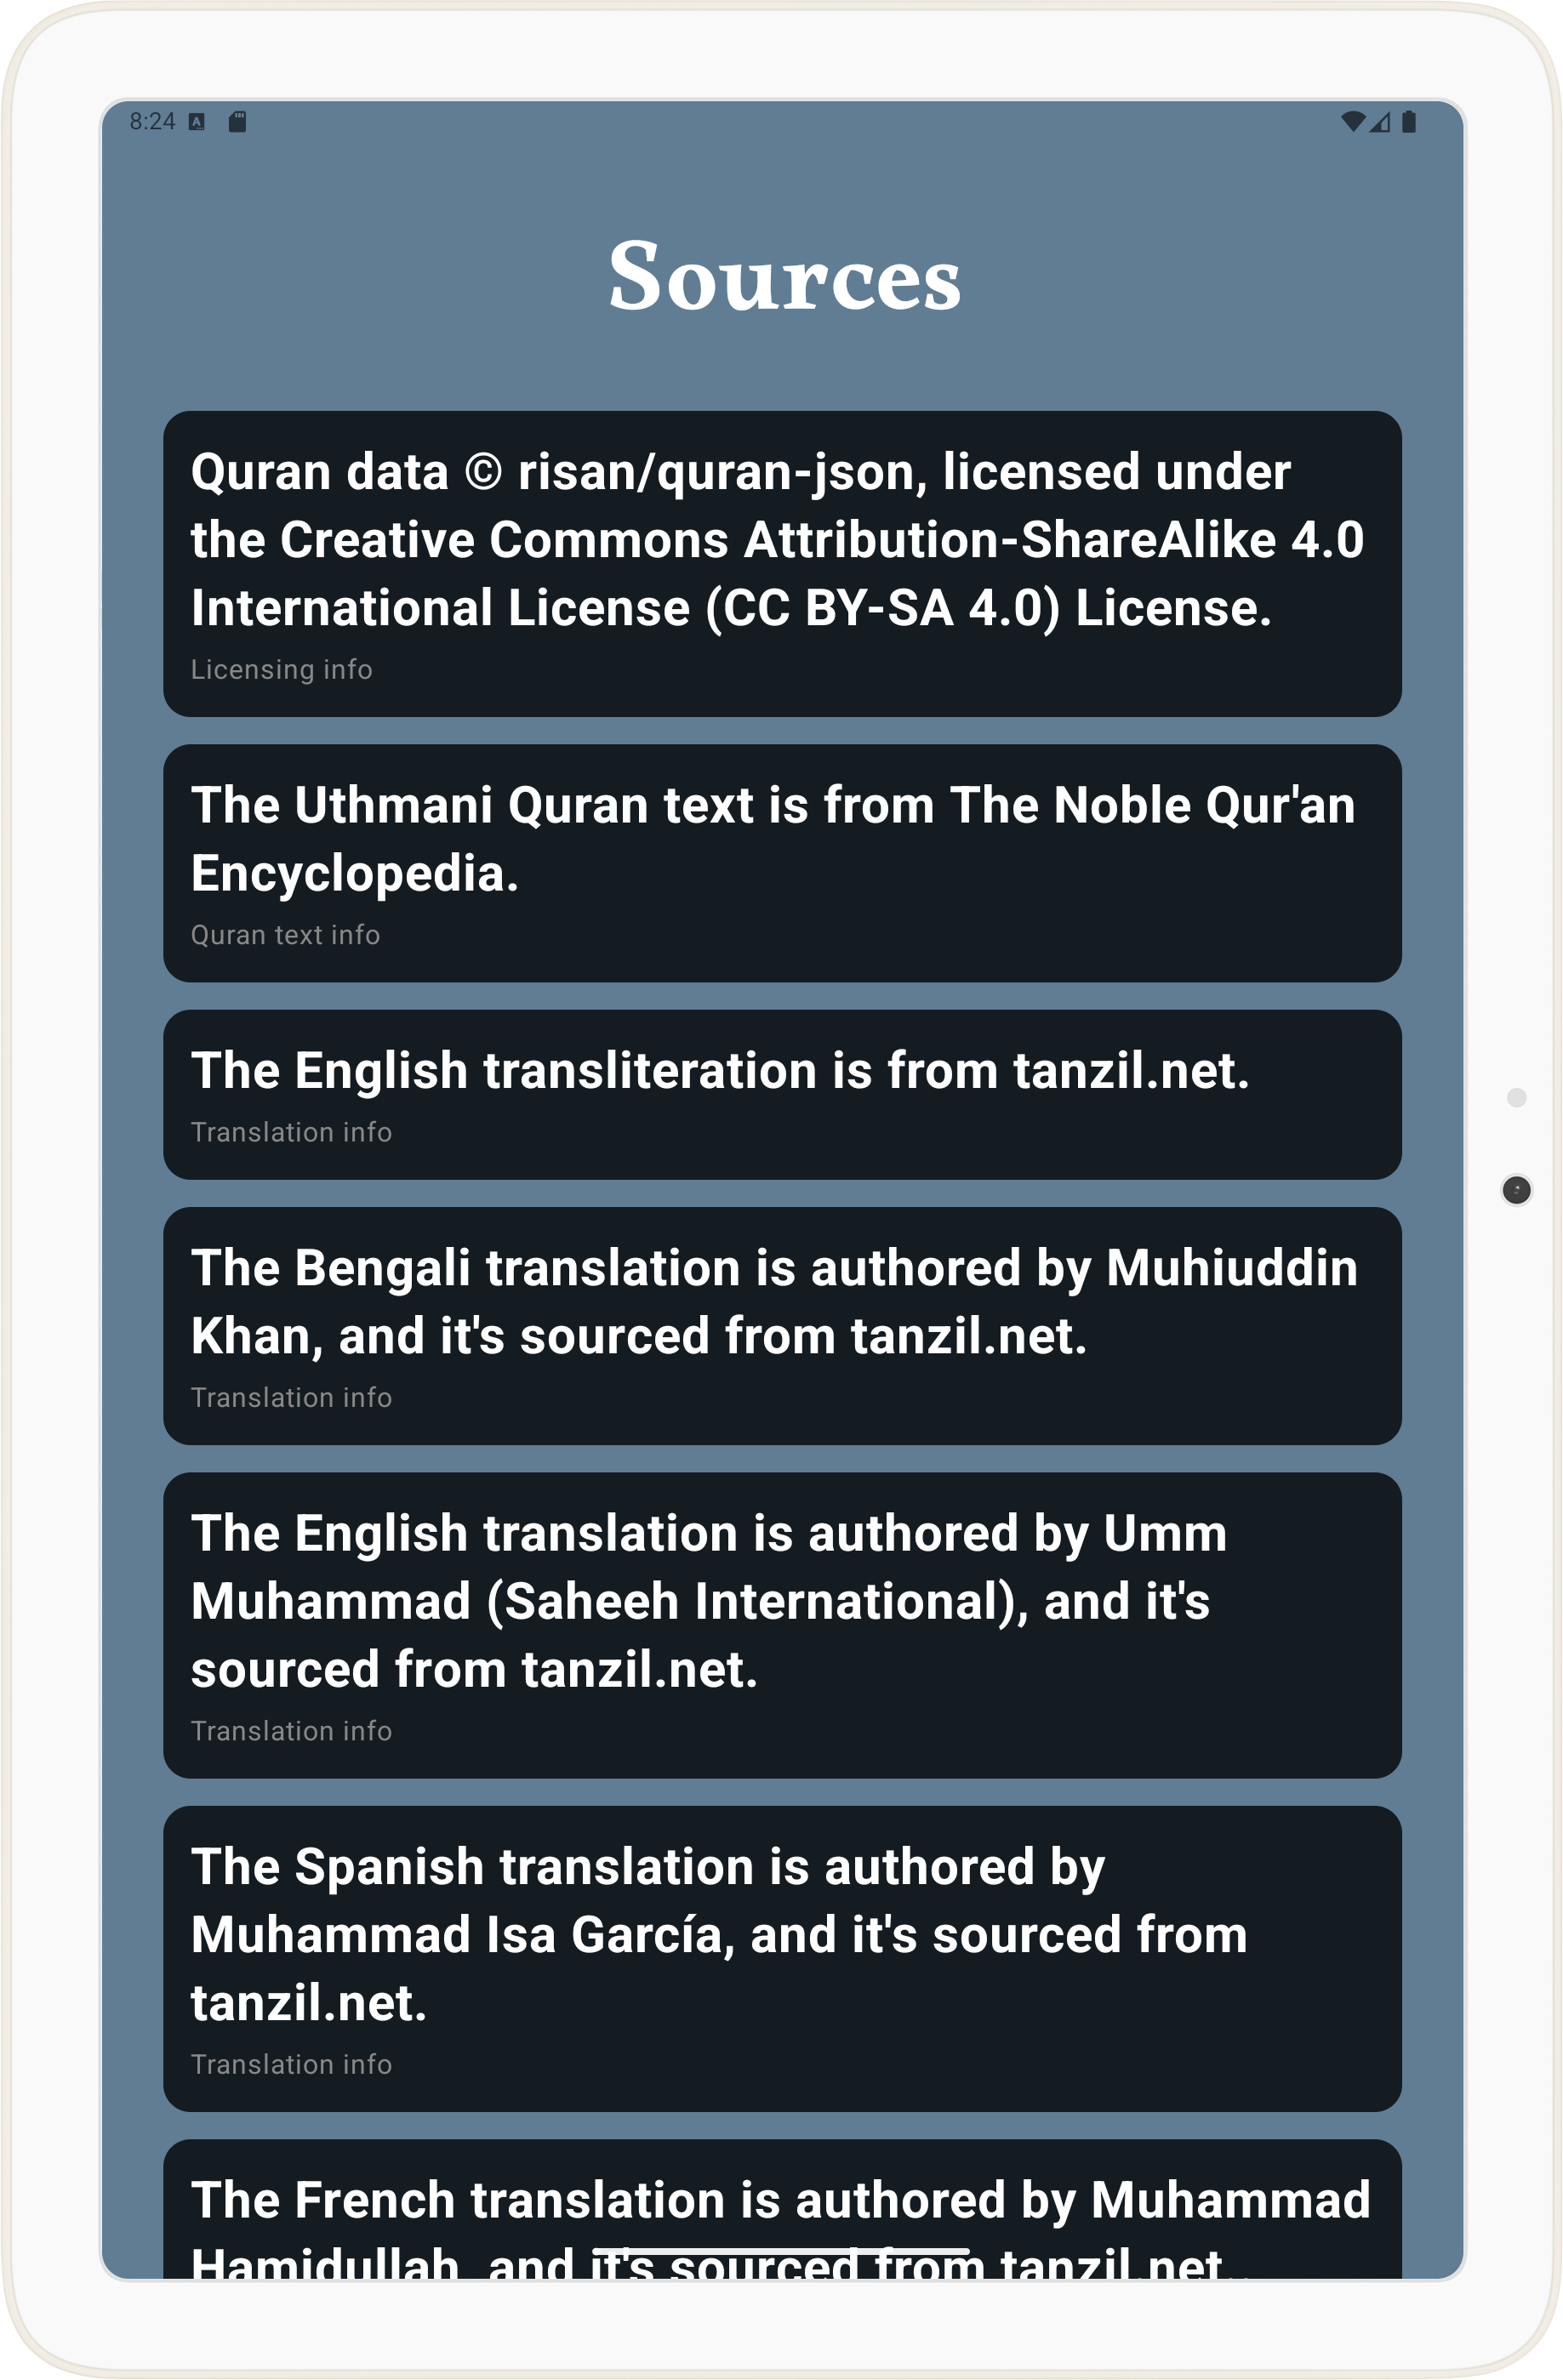 8:24
Sources
Quran data © risan/quran-json, licensed under
the Creative Commons Attribution-ShareAlike 4.0
International License (CC BY-SA 4.0) License.
Licensing info
The Uthmani Quran text is from The Noble Qur'an
Encyclopedia.
Quran text info
The English transliteration is from tanzil.net.
Translation info
The Bengali translation is authored by Muhiuddin
Khan, and it's sourced from tanzil.net.
Translation info
The English translation is authored by Umm
Muhammad (Saheeh International), and it's
sourced from tanzil.net.
Translation info
The Spanish translation is authored by
Muhammad Isa García, and it's sourced from
tanzil.net.
Translation info
The French translation is authored by Muhammad
Hamidullah, and it's sourced from tanzil.net..